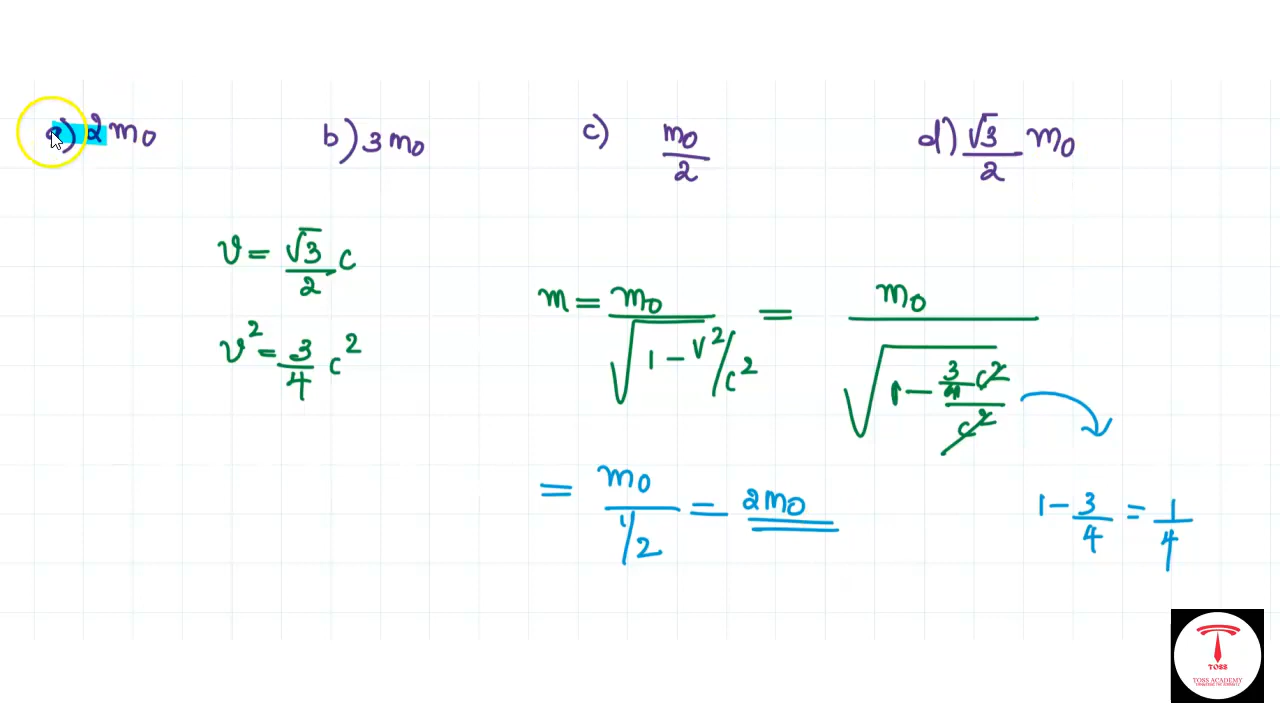 a) 2m₀ b) 3m₀ c) m₀/2 d) √3/2 m₀
v = √3/2 c
m = m₀/√(1 - v²/c²) = m₀/√(1 - 3/4 c²/c²)
v² = 3/4 c²
= m₀/1/2 = 2m₀
1 - 3/4 = 1/4
TOSS
TOSS ACADEMY